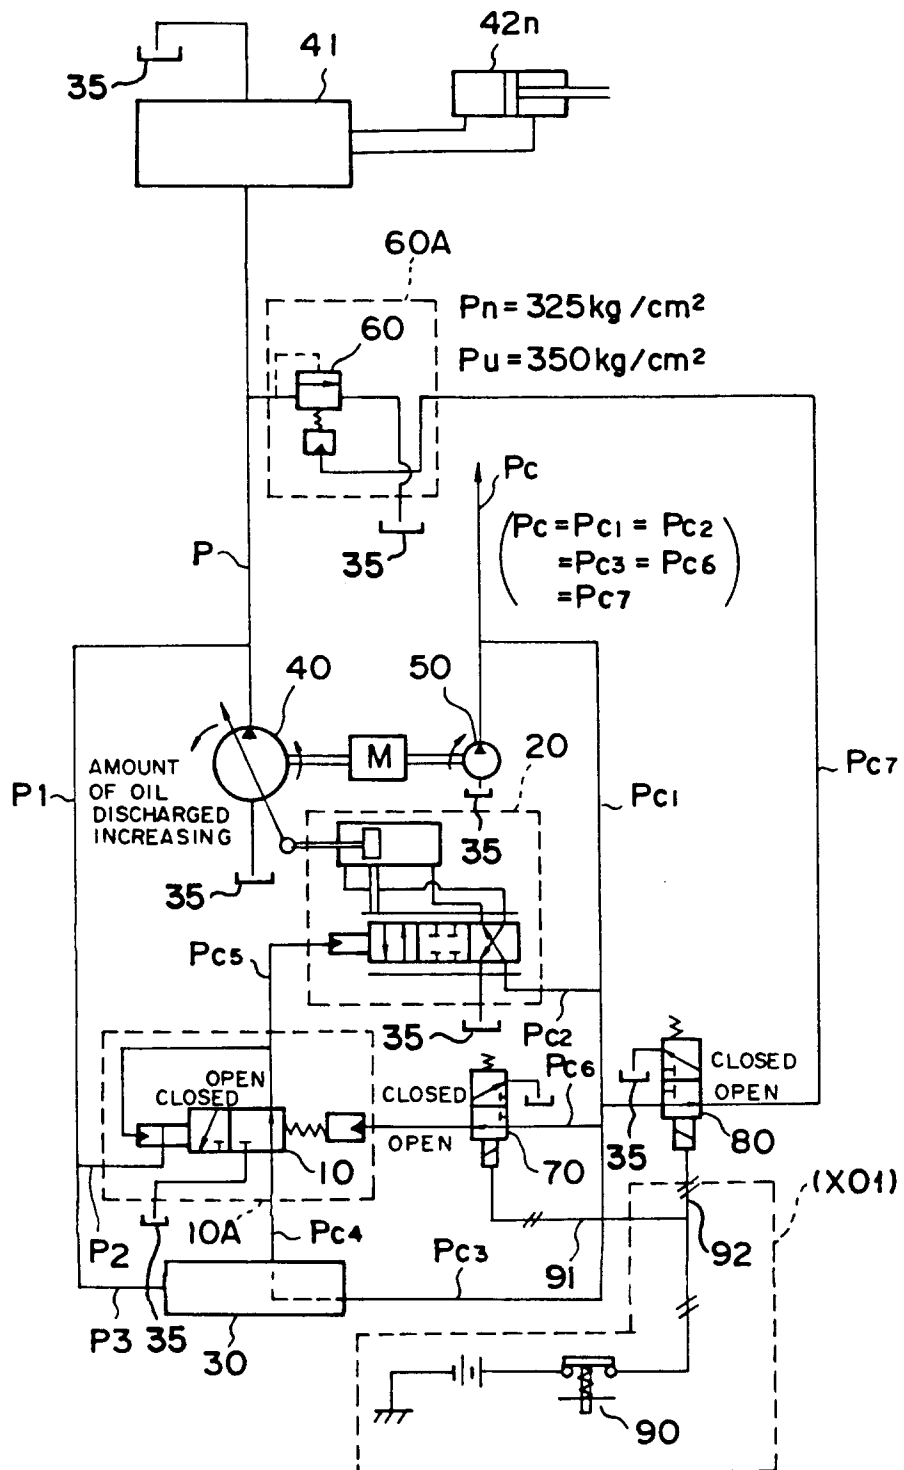 42n
41
35
60A
Pn = 325kg/cm²
60
Pu = 350kg/cm²
Pc
(Pc = Pc1 = Pc2
= Pc3 = Pc6
= Pc7)
35
P
40
50
M
20
Pc7
AMOUNT
OF OIL
DISCHARGED
INCREASING
P1
Pc1
35
35
Pc5
35
Pc2
Pc6
OPEN
CLOSED
CLOSED
CLOSED
OPEN
OPEN
10
70
35
80
(X01)
10A
Pc4
P2
Pc3
91
92
P3
35
30
90